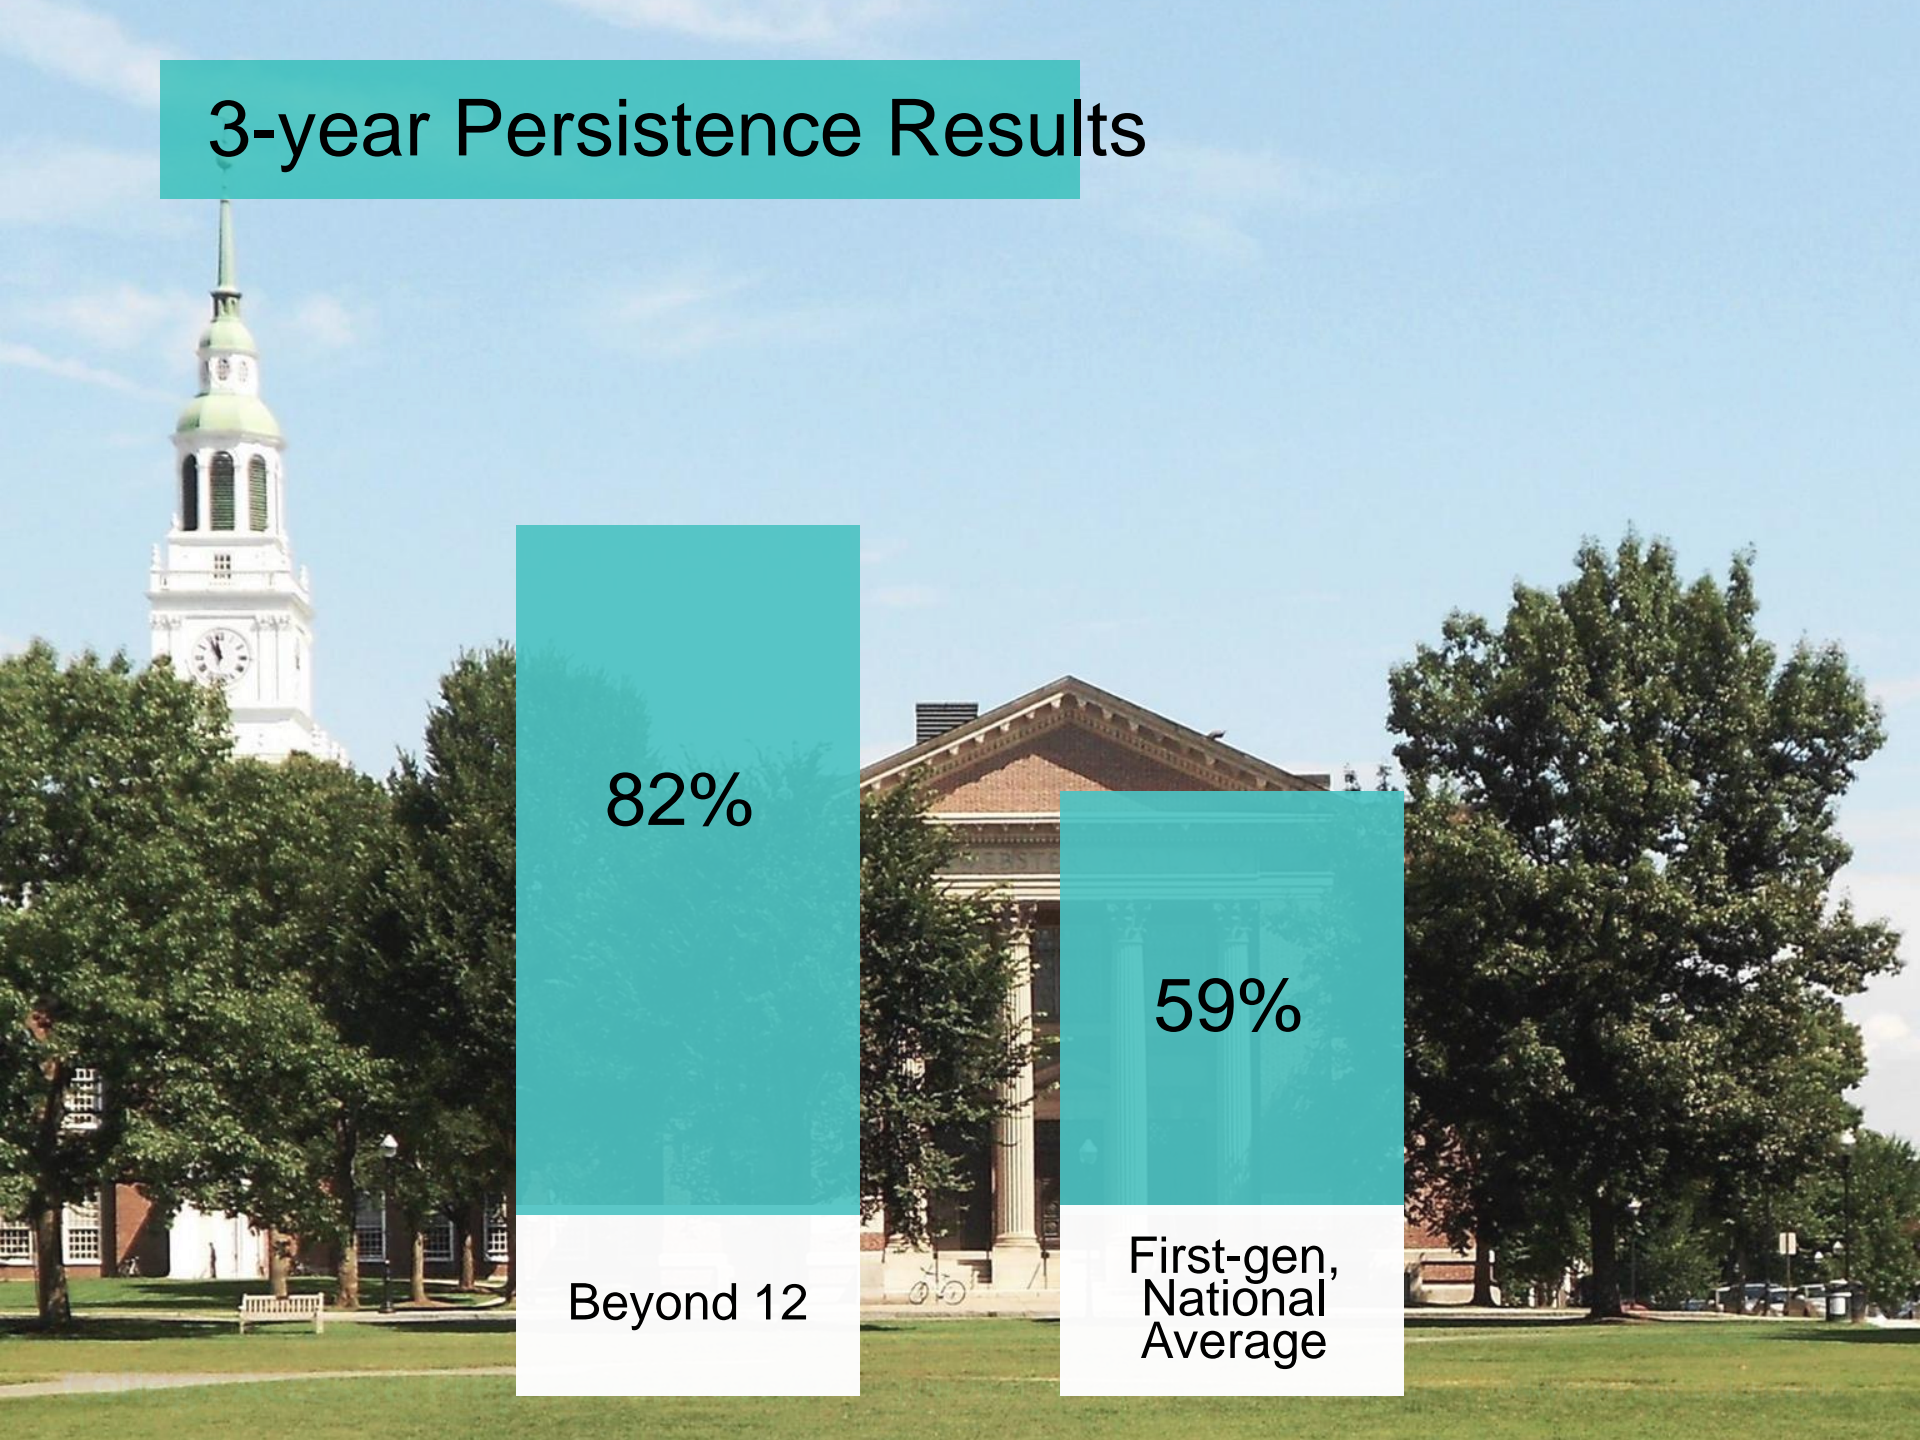 3-year Persistence Results
82%
59%
Beyond 12
First-gen,
National
Average